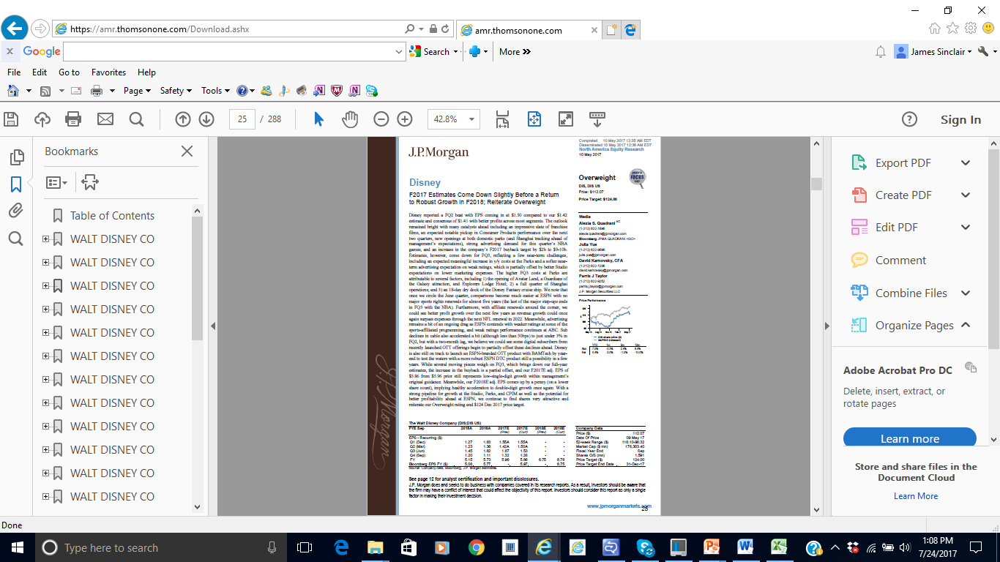 https://amr.thomsonone.com/Download.ashx
amr.thomsonone.com
X Google Search More »
James Sinclair
File Edit Go to Favorites Help
Page Safety Tools
25 / 288 42.8% Sign In
Bookmarks
Table of Contents
WALT DISNEY CO
WALT DISNEY CO
WALT DISNEY CO
WALT DISNEY CO
WALT DISNEY CO
WALT DISNEY CO
WALT DISNEY CO
WALT DISNEY CO
WALT DISNEY CO
WALT DISNEY CO
WALT DISNEY CO
WALT DISNEY CO
J.P.Morgan
Completed 10 May 2017 12:35 AM EDT
Disseminated 10 May 2017 12:36 AM EDT
North America Equity Research
10 May 2017
Disney
F2017 Estimates Come Down Slightly Before a Return
to Robust Growth in F2018; Reiterate Overweight
Disney reported a FQ2 beat with EPS coming in at $1.50 compared to our $1.42
estimate and consensus of $1.41 with better profits across most segments. The outlook
remained bright with many catalysts ahead including an impressive slate of franchise
films, an expected notable pickup in Consumer Products performance over the next
two quarters, new openings at both domestic parks (and Shanghai tracking ahead of
management's expectations), strong advertising demand for this quarter's NBA
games, and an increase in the company's F2017 buyback target by $2b to $9-10b.
Estimates, however, come down for FQ3, reflecting a few near-term challenges,
including an expected meaningful increase in y/y costs at the Parks and a softer near-
term advertising expectation on weak ratings, which is partially offset by better Studio
expectations on lower marketing expenses. The higher FQ3 costs at Parks are
attributable to several factors, including 1) the opening of Avatar Land, a Guardians of
the Galaxy attraction, and Explorers Lodge Hotel; 2) a full quarter of Shanghai
operations; and 3) an 18-day dry dock of the Disney Fantasy cruise ship. We note that
once we circle the June quarter, comparisons become much easier at ESPN with no
major sports rights renewals for almost five years (the last of the major step-ups ends
in FQ3 with the NBA). Furthermore, with affiliate renewals around the corner, we
could see better profit growth over the next few years as revenue growth could once
again surpass expenses through the next NFL renewal in 2022. Meanwhile, advertising
remains a bit of an ongoing drag as ESPN contends with weaker ratings at some of the
sports-affiliated programming, and weak ratings performance continues at ABC. Sub
declines in cable also accelerated a bit (although less than 50bps) to just under 3% in
FQ2, but with a two-month lag, we believe we could see some digital subscribers from
recently launched OTT offerings begin to partially offset these declines ahead. Disney
is also still on track to launch an ESPN-branded OTT product with BAMTech by year-
end to test the waters with a more robust ESPN DTC product still a possibility in a few
years. While several moving pieces weigh on FQ3, which brings down our full-year
estimates, the increase in the buyback is a partial offset, and our F2017E adj. EPS of
$5.86 from $5.96 prior still represents low-single-digit growth within management's
original guidance. Meanwhile, our F2018E adj. EPS comes up by a penny (on a lower
share count), implying healthy acceleration to double-digit growth once again. With a
strong pipeline for growth at the Studio, Parks, and CPIM as well as the potential for
better profitability ahead at ESPN, we continue to find shares very attractive and
reiterate our Overweight rating and $124 Dec 2017 price target.
Overweight
DIS, DIS US
Price: $112.07
Price Target: $124.00
FOCUS
Media
Alexia S. Quadrani AC
alexia.quadrani@jpmorgan.com
Bloomberg JPMA QUADRANI <GO>
Julia Yue
julia.yue@jpmorgan.com
David Karnovsky, CFA
david.karnovsky@jpmorgan.com
Parris J Taylor
parris.j.taylor@jpmorgan.com
J.P. Morgan Securities LLC
Price Performance
DIS share price ($)
S&P500 (rebased)
YTD 1m 3m 12m
The Walt Disney Company (DIS;DIS US)
FYE Sep 2015A 2016A 2017E 2017E 2018E 2018E
(Prev) (Curr) (Prev) (Curr)
EPS - Recurring ($)
Q1 (Dec) 1.27 1.63 1.55A 1.55A - -
Q2 (Mar) 1.23 1.36 1.42A 1.50A - -
Q3 (Jun) 1.45 1.62 1.67 1.53 - -
Q4 (Sep) 1.20 1.11 1.32 1.28 - -
FY 5.15 5.73 5.96 5.86 6.75 6.76
Bloomberg EPS FY ($) 5.08 5.77 - 5.97 - 6.75
Source: Company data, Bloomberg, J.P. Morgan estimates.
Company Data
Price ($) 112.07
Date Of Price 09 May 17
52-week Range ($) 116.10-90.32
Market Cap ($ mn) 178,303.40
Fiscal Year End Sep
Shares O/S (mn) 1,591
Price Target ($) 124.00
Price Target End Date 31-Dec-17
See page 12 for analyst certification and important disclosures.
J.P. Morgan does and seeks to do business with companies covered in its research reports. As a result, investors should be aware that
the firm may have a conflict of interest that could affect the objectivity of this report. Investors should consider this report as only a single
factor in making their investment decision.
www.jpmorganmarkets.com
25
J.P.Morgan
Export PDF
Create PDF
Edit PDF
Comment
Combine Files
Organize Pages
Adobe Acrobat Pro DC
Delete, insert, extract, or
rotate pages
Learn more
Store and share files in the
Document Cloud
Learn More
Done
Type here to search
1:08 PM
7/24/2017